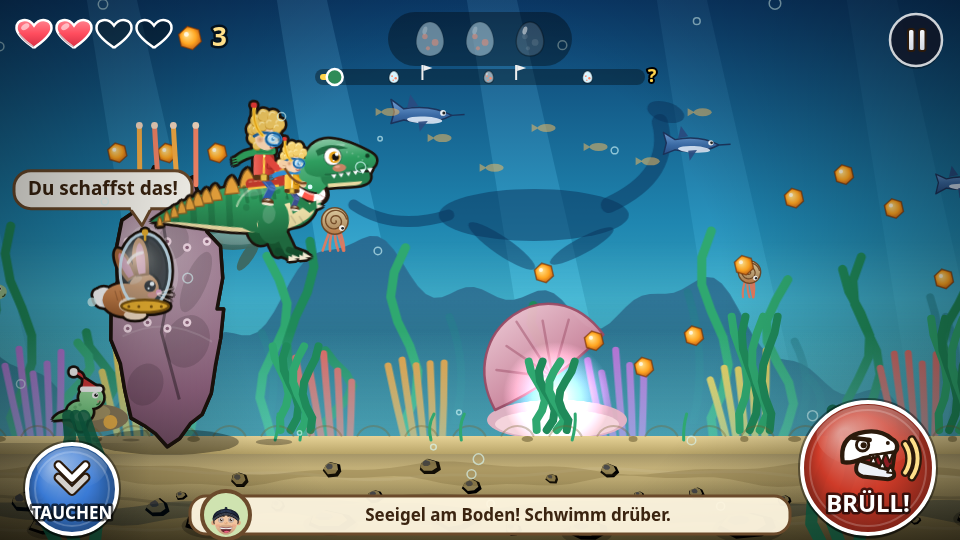 3
?
Du schaffst das!
TAUCHEN
Seeigel am Boden! Schwimm drüber.
BRÜLL!